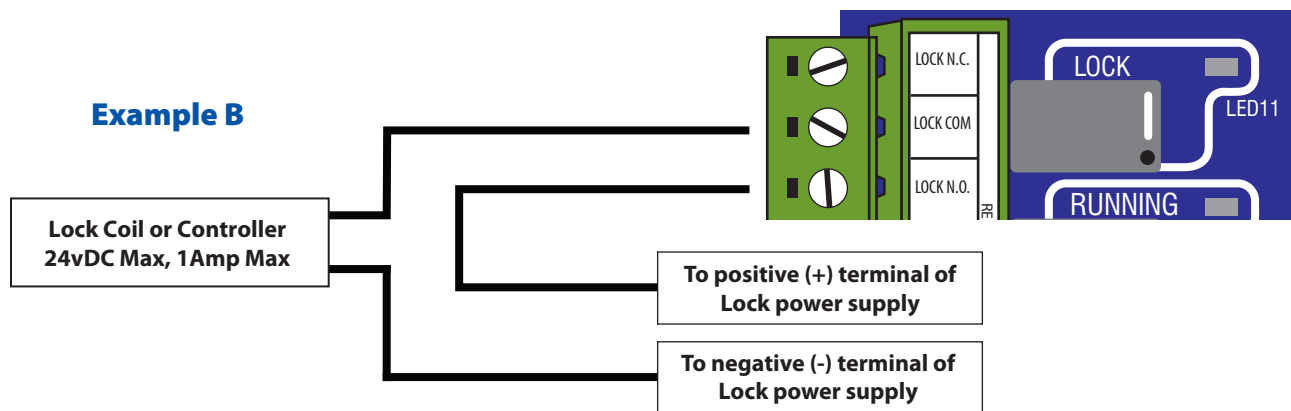 Example B
LOCK N.C.
LOCK COM
LOCK N.O.
RE
LOCK
LED11
RUNNING
Lock Coil or Controller
24vDC Max, 1Amp Max
To positive (+) terminal of
Lock power supply
To negative (-) terminal of
Lock power supply